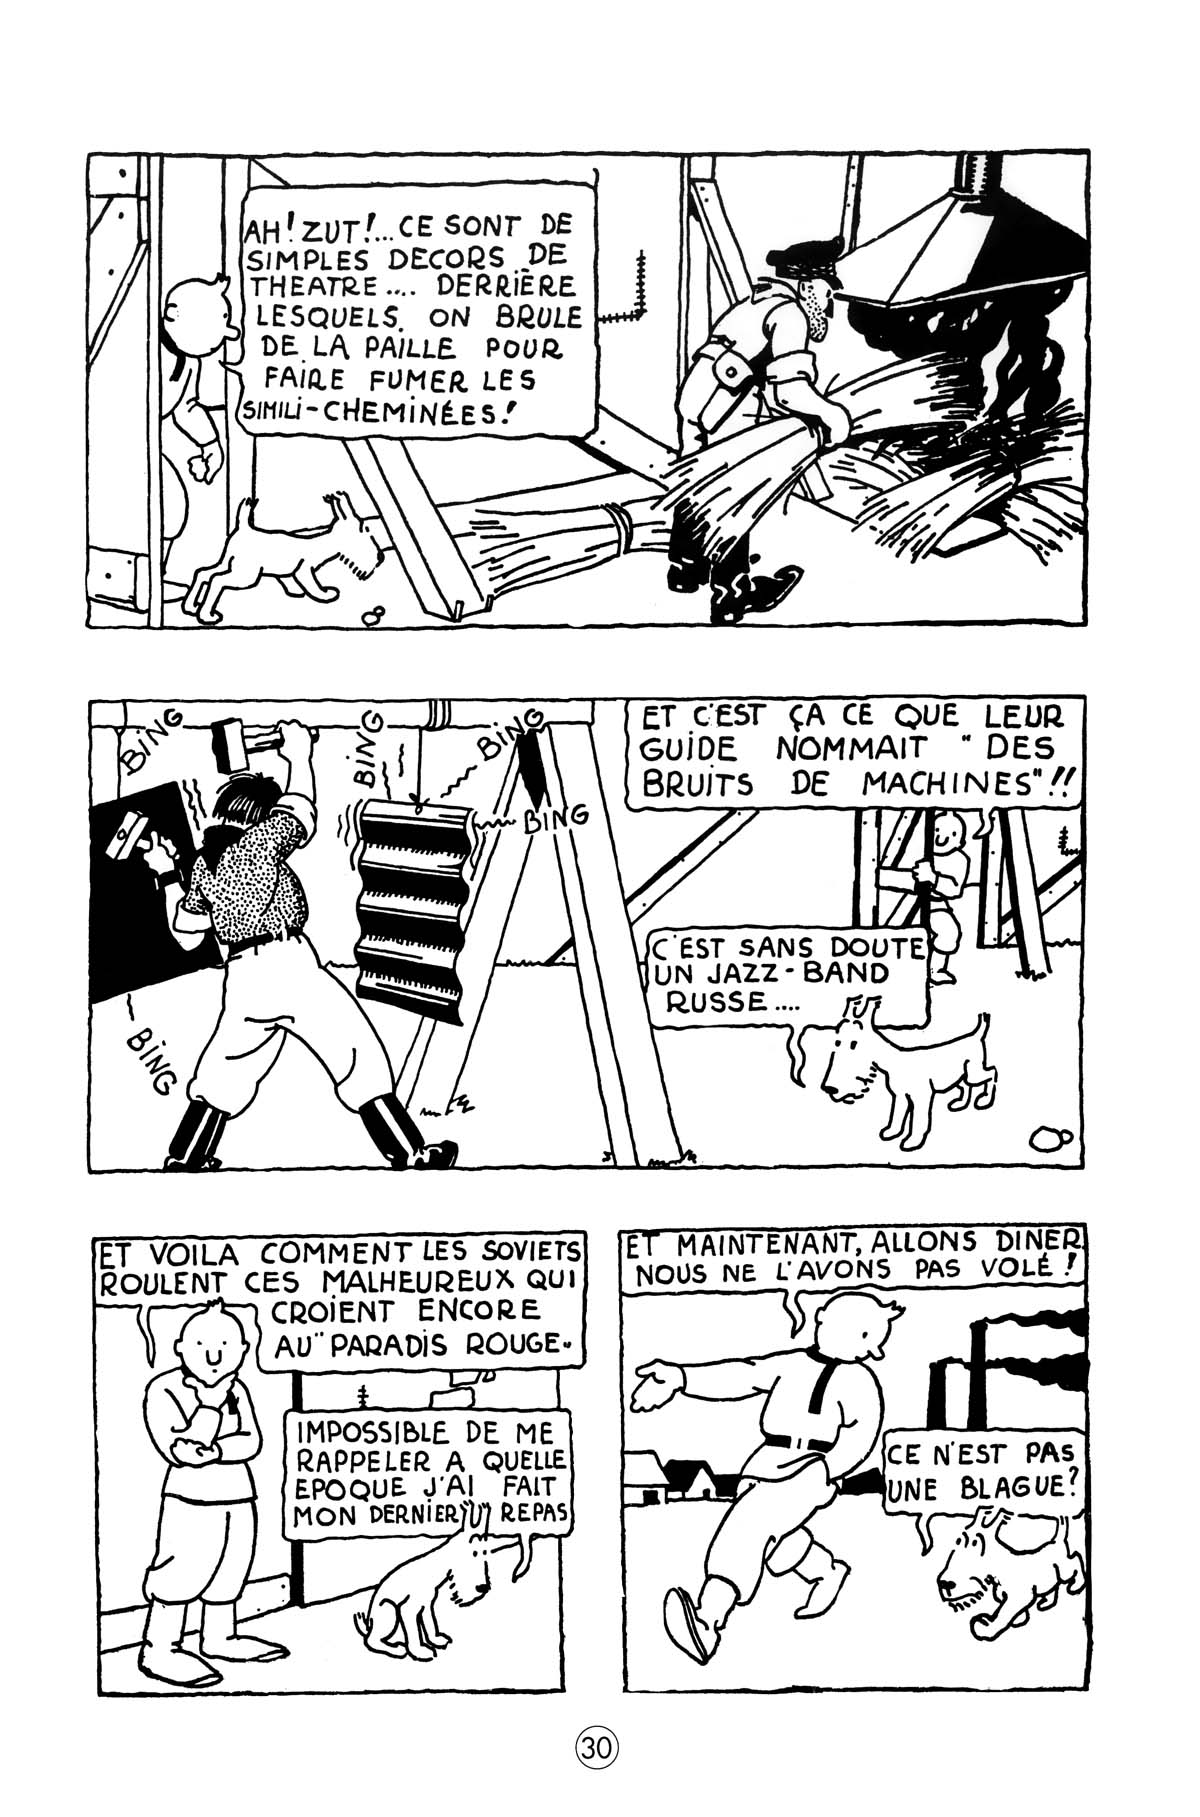 AH! ZUT!... CE SONT DE
SIMPLES DECORS DE
THEATRE.... DERRIÈRE
LESQUELS, ON BRULE
DE LA PAILLE POUR
FAIRE FUMER LES
SIMILI-CHEMINÉES!
BING
BING
BING
BING
BING
ET C'EST ÇA CE QUE LEUR
GUIDE NOMMAIT "DES
BRUITS DE MACHINES"!!
C'EST SANS DOUTE
UN JAZZ-BAND
RUSSE....
ET VOILA COMMENT LES SOVIETS
ROULENT CES MALHEUREUX QUI
CROIENT ENCORE
AU "PARADIS ROUGE.
IMPOSSIBLE DE ME
RAPPELER A QUELLE
EPOQUE J'AI FAIT
MON DERNIER REPAS
ET MAINTENANT, ALLONS DINER.
NOUS NE L'AVONS PAS VOLÉ!
CE N'EST PAS
UNE BLAGUE?
30